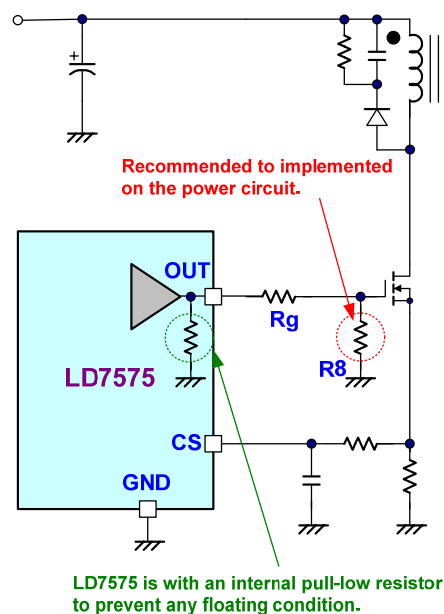 +
Recommended to implemented
on the power circuit.
OUT
Rg
R8
LD7575
CS
GND
LD7575 is with an internal pull-low resistor
to prevent any floating condition.